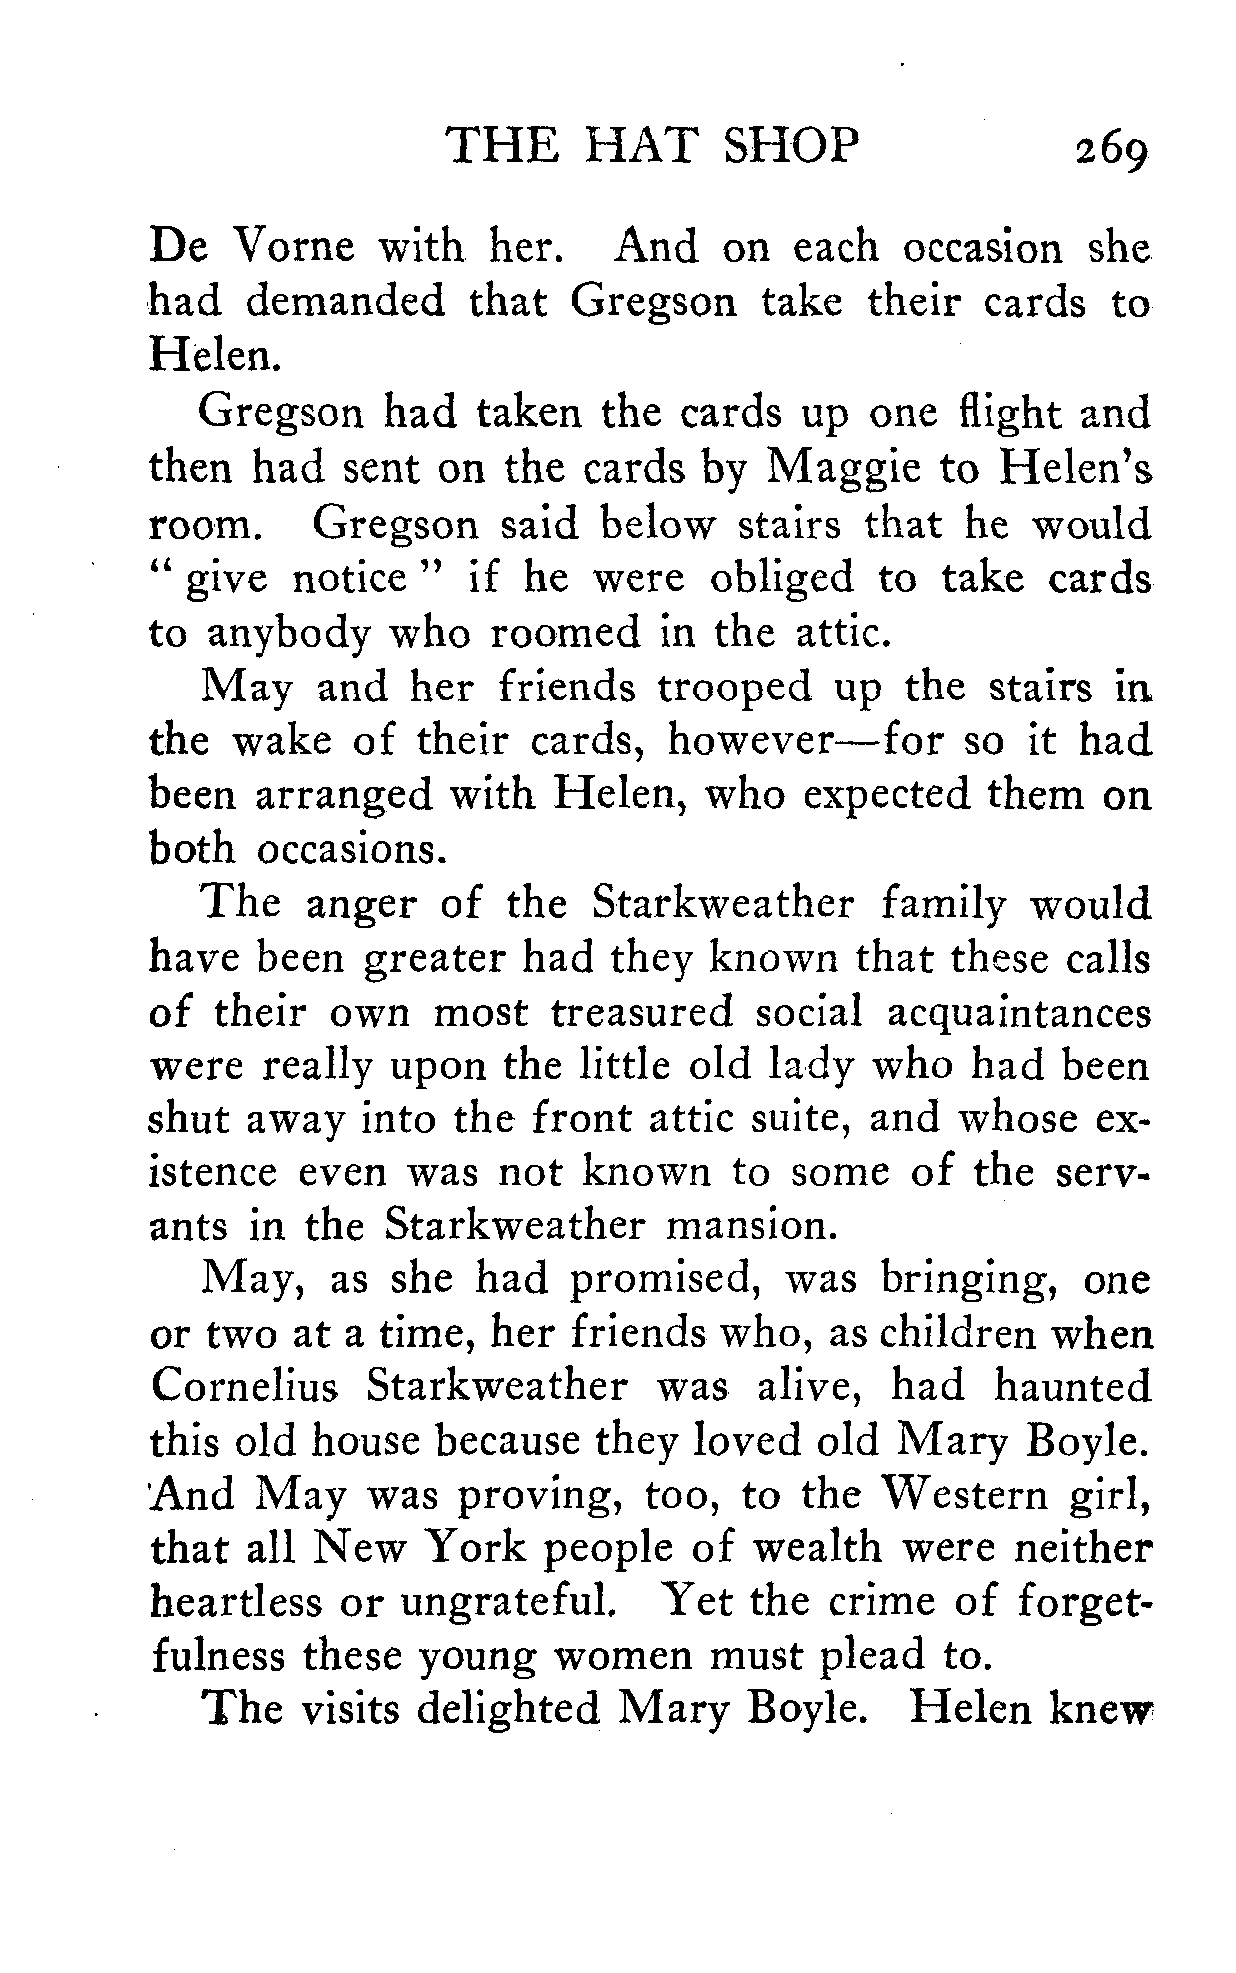 THE HAT SHOP 269
De Vorne with her. And on each occasion she
had demanded that Gregson take their cards to
Helen.
Gregson had taken the cards up one flight and
then had sent on the cards by Maggie to Helen's
room. Gregson said below stairs that he would
“ give notice ” if he were obliged to take cards
to anybody who roomed in the attic.
May and her friends trooped up the stairs in
the wake of their cards, however—for so it had
been arranged with Helen, who expected them on
both occasions.
The anger of the Starkweather family would
have been greater had they known that these calls
of their own most treasured social acquaintances
were really upon the little old lady who had been
shut away into the front attic suite, and whose ex-
istence even was not known to some of the serv-
ants in the Starkweather mansion.
May, as she had promised, was bringing, one
or two at a time, her friends who, as children when
Cornelius Starkweather was alive, had haunted
this old house because they loved old Mary Boyle.
And May was proving, too, to the Western girl,
that all New York people of wealth were neither
heartless or ungrateful. Yet the crime of forget-
fulness these young women must plead to.
The visits delighted Mary Boyle. Helen knew